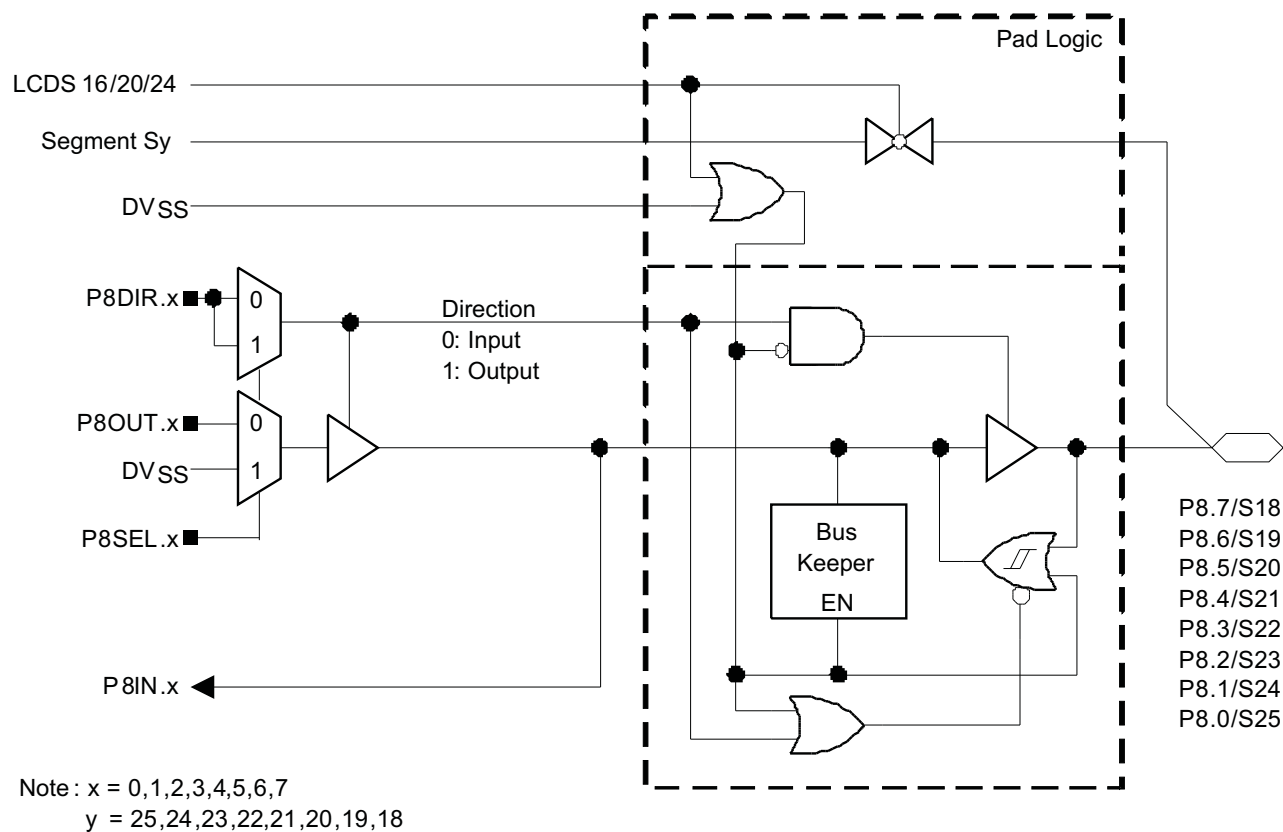 Pad Logic
LCDS 16/20/24
Segment Sy
DVSS
P8DIR.x
0
1
Direction
0: Input
1: Output
P8OUT.x
0
DVSS
1
P8SEL.x
Bus
Keeper
EN
P8IN.x
P8.7/S18
P8.6/S19
P8.5/S20
P8.4/S21
P8.3/S22
P8.2/S23
P8.1/S24
P8.0/S25
Note : x = 0,1,2,3,4,5,6,7
y = 25,24,23,22,21,20,19,18